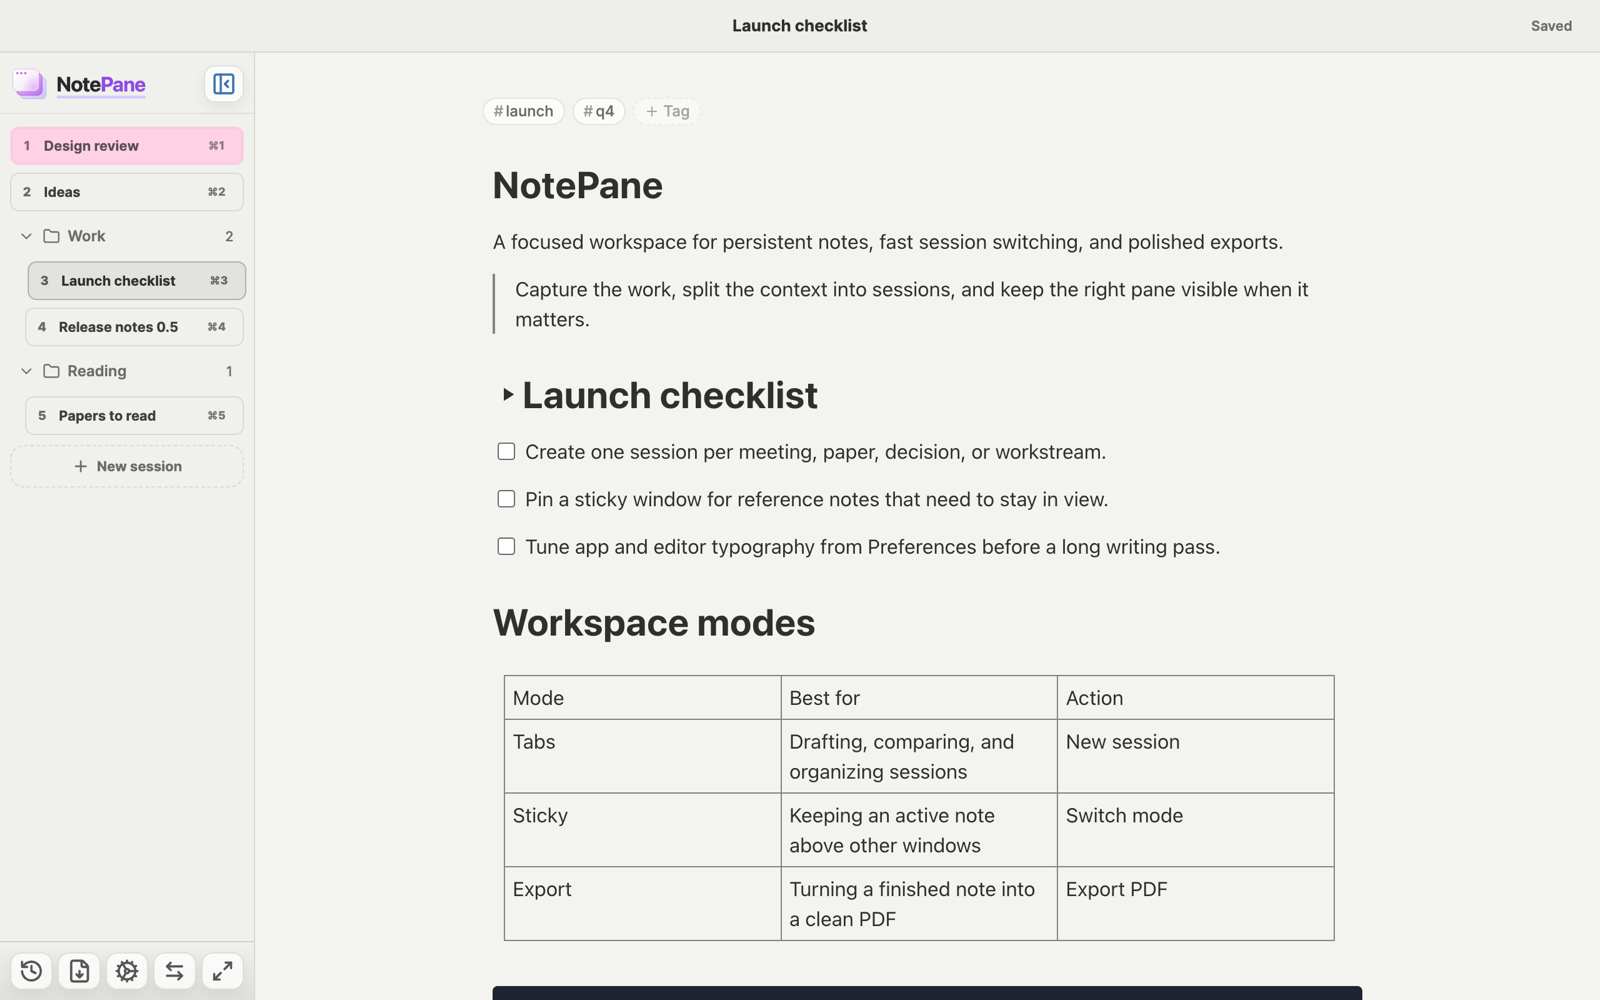 Launch checklist
Saved
NotePane
1 Design review ⌘1
2 Ideas ⌘2
Work 2
3 Launch checklist ⌘3
4 Release notes 0.5 ⌘4
Reading 1
5 Papers to read ⌘5
+ New session
#launch #q4 + Tag
NotePane
A focused workspace for persistent notes, fast session switching, and polished exports.
Capture the work, split the context into sessions, and keep the right pane visible when it
matters.
Launch checklist
Create one session per meeting, paper, decision, or workstream.
Pin a sticky window for reference notes that need to stay in view.
Tune app and editor typography from Preferences before a long writing pass.
Workspace modes
Mode Best for Action
Tabs Drafting, comparing, and New session
organizing sessions
Sticky Keeping an active note Switch mode
above other windows
Export Turning a finished note into Export PDF
a clean PDF